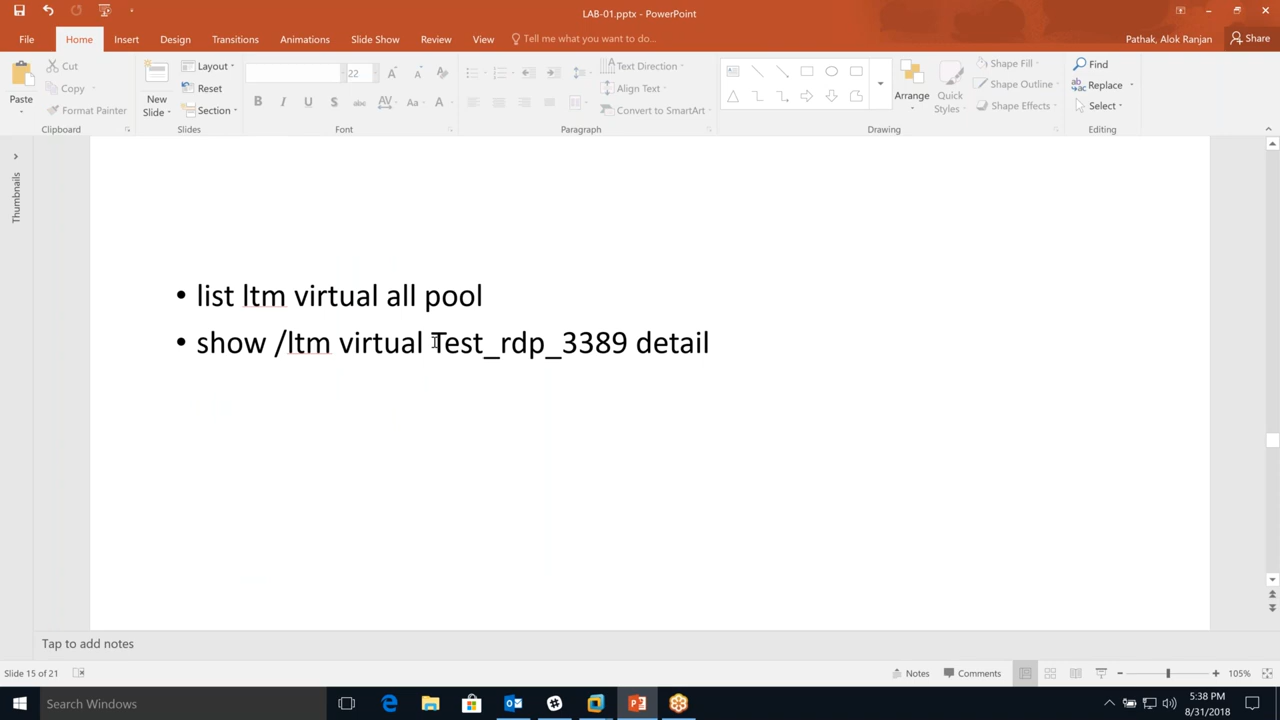 LAB-01.pptx - PowerPoint
File Home Insert Design Transitions Animations Slide Show Review View Tell me what you want to do... Pathak, Alok Ranjan Share
Paste
Cut
Copy
Format Painter
Clipboard
New Slide
Layout
Reset
Section
Slides
22
B I U S abc AV Aa A
Font
Text Direction
Align Text
Convert to SmartArt
Paragraph
Arrange
Quick Styles
Shape Fill
Shape Outline
Shape Effects
Drawing
Find
Replace
Select
Editing
Thumbnails
• list ltm virtual all pool
• show /ltm virtual Test_rdp_3389 detail
Tap to add notes
Slide 15 of 21 Notes Comments 105%
Search Windows
5:38 PM
8/31/2018